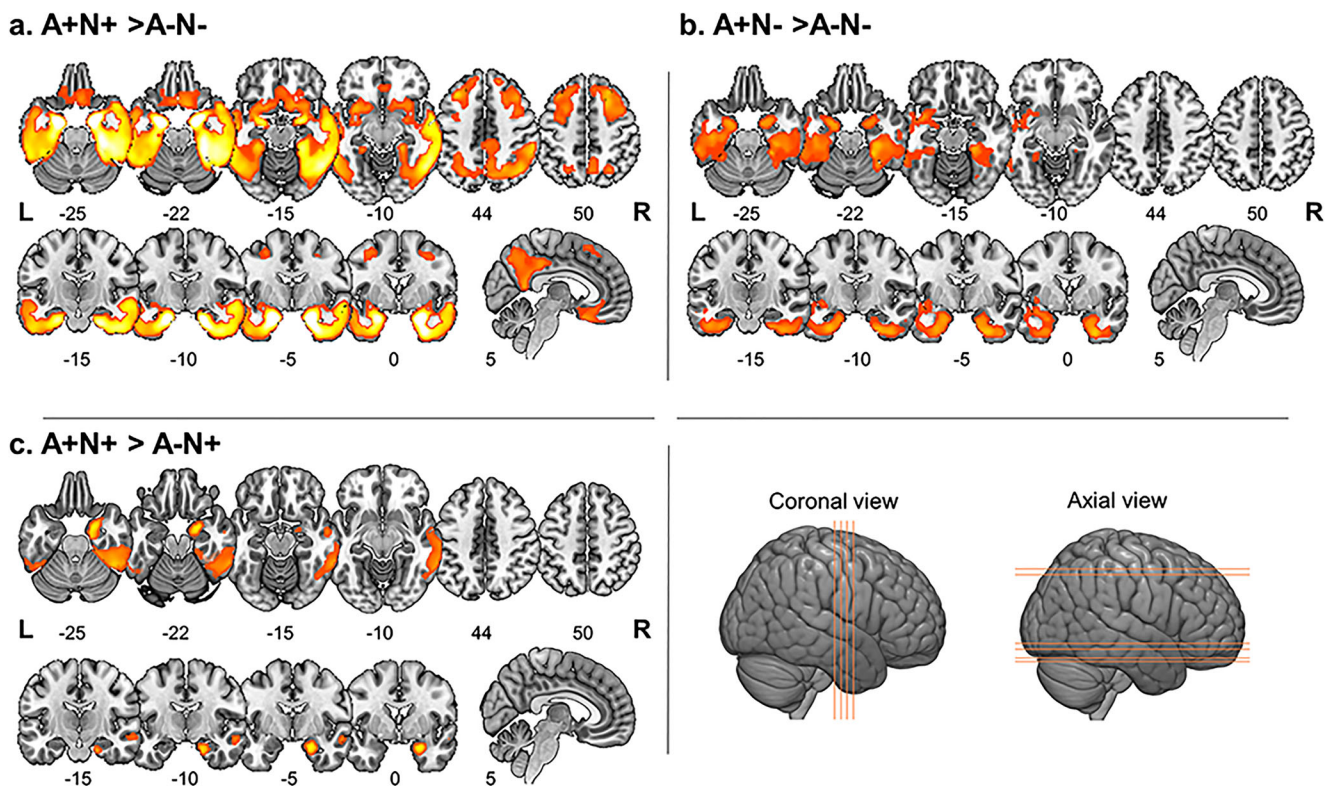 a. A+N+ >A-N-
L -25 -22 -15 -10 44 50 R
-15 -10 -5 0 5
b. A+N- >A-N-
L -25 -22 -15 -10 44 50 R
-15 -10 -5 0 5
c. A+N+ > A-N+
L -25 -22 -15 -10 44 50 R
-15 -10 -5 0 5
Coronal view
Axial view